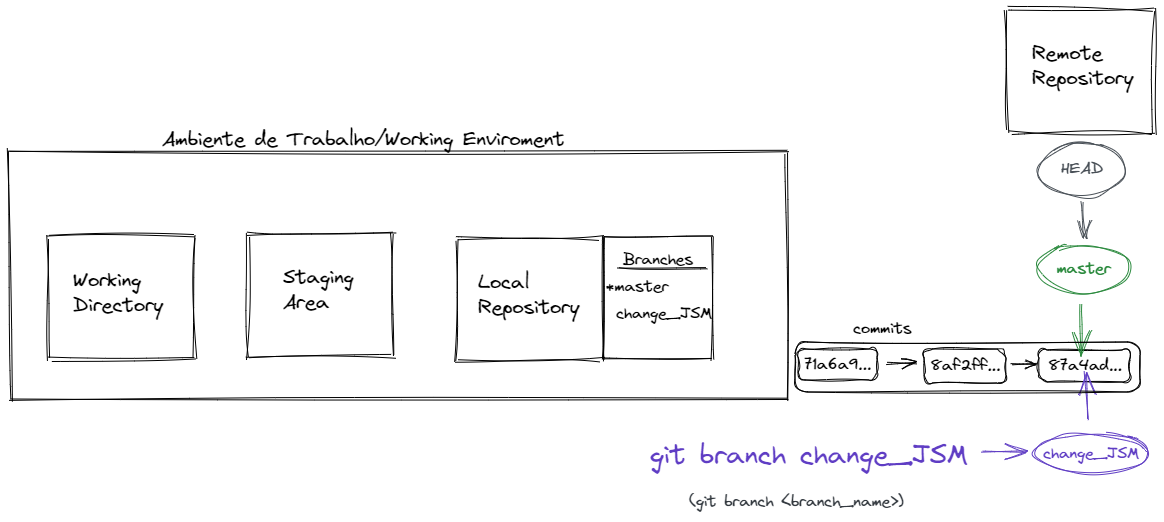 Remote
Repository
Ambiente de Trabalho/Working Enviroment
HEAD
Working
Directory
Staging
Area
Local
Repository
Branches
*master
change_JSM
master
commits
71a6a9...
8af2ff...
87a4ad...
git branch change_JSM
change_JSM
(git branch <branch_name>)